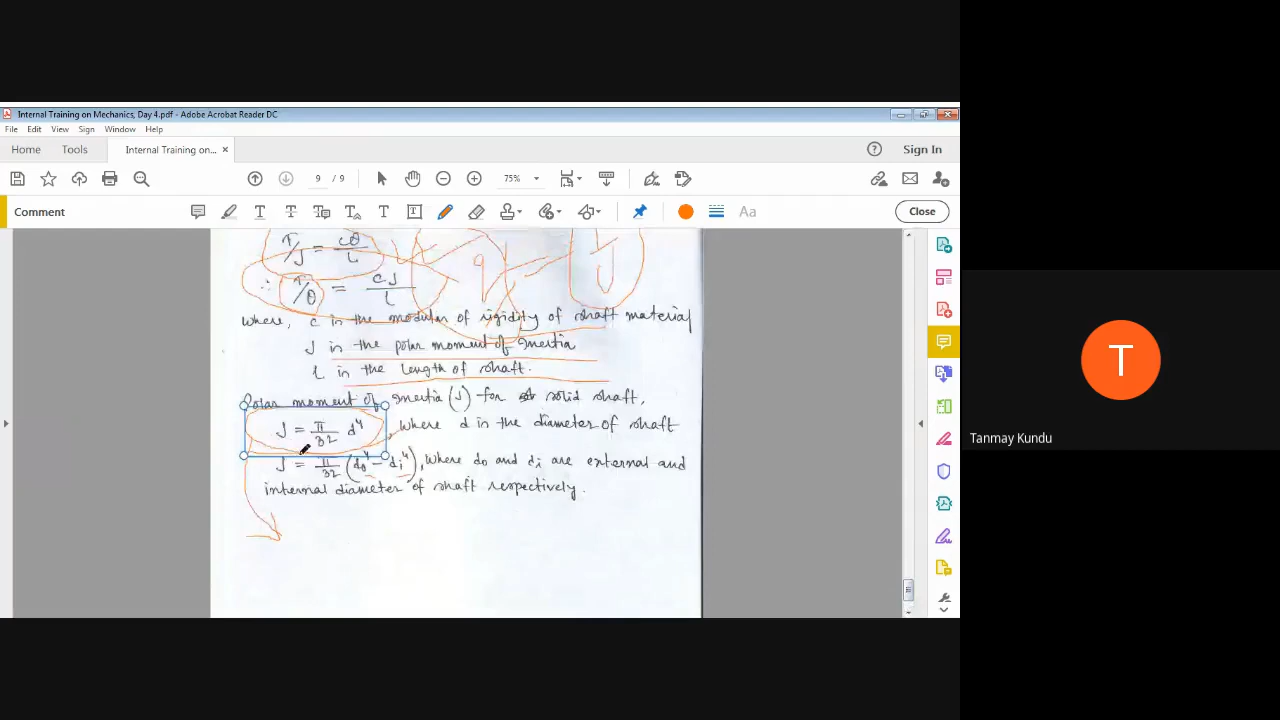 Internal Training on Mechanics, Day 4.pdf - Adobe Acrobat Reader DC
File Edit View Sign Window Help
Home Tools Internal Training on... × Sign In
9 / 9 75%
Comment Close
T/J = Cθ/l
∴ T/θ = CJ/l
where, C is the modulus of rigidity of shaft material
J is the polar moment of inertia
l is the length of shaft.
Polar moment of inertia (J) for solid shaft,
J = π/32 d⁴, where d is the diameter of shaft
J = π/32 (do⁴ - di⁴), where do and di are external and
internal diameter of shaft respectively.
T
Tanmay Kundu